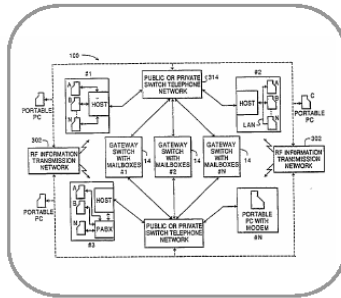 100
#1
A
B
N
HOST
PUBLIC OR PRIVATE
SWITCH TELEPHONE
NETWORK
314
#2
HOST
A
B
N
LAN
C
PORTABLE
PC
PORTABLE
PC
302
RF INFORMATION
TRANSMISSION
NETWORK
GATEWAY
SWITCH
WITH
MAILBOXES
#1
14
GATEWAY
SWITCH
WITH
MAILBOXES
#2
14
GATEWAY
SWITCH
WITH
MAILBOXES
#N
14
302
RF INFORMATION
TRANSMISSION
NETWORK
PORTABLE
PC
A
B
N
HOST
PABX
#3
PUBLIC OR PRIVATE
SWITCH TELEPHONE
NETWORK
PORTABLE
PC WITH
MODEM
#N
PORTABLE
PC